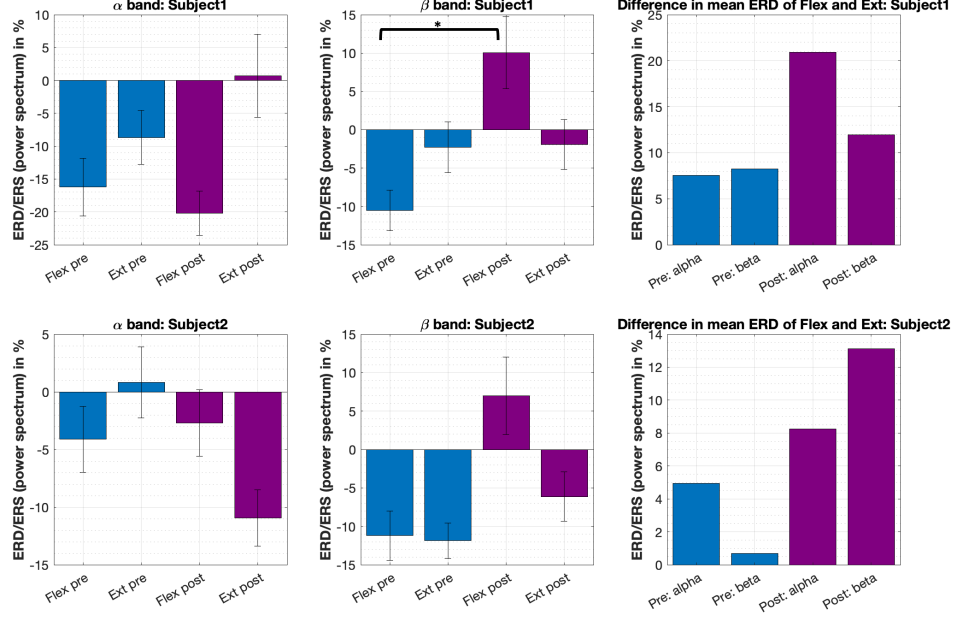 α band: Subject1
ERD/ERS (power spectrum) in %
10
5
0
-5
-10
-15
-20
-25
Flex pre
Ext pre
Flex post
Ext post
β band: Subject1
ERD/ERS (power spectrum) in %
*
15
10
5
0
-5
-10
-15
Flex pre
Ext pre
Flex post
Ext post
Difference in mean ERD of Flex and Ext: Subject1
ERD/ERS (power spectrum) in %
25
20
15
10
5
0
Pre: alpha
Pre: beta
Post: alpha
Post: beta
α band: Subject2
ERD/ERS (power spectrum) in %
5
0
-5
-10
-15
Flex pre
Ext pre
Flex post
Ext post
β band: Subject2
ERD/ERS (power spectrum) in %
15
10
5
0
-5
-10
-15
Flex pre
Ext pre
Flex post
Ext post
Difference in mean ERD of Flex and Ext: Subject2
ERD/ERS (power spectrum) in %
14
12
10
8
6
4
2
0
Pre: alpha
Pre: beta
Post: alpha
Post: beta